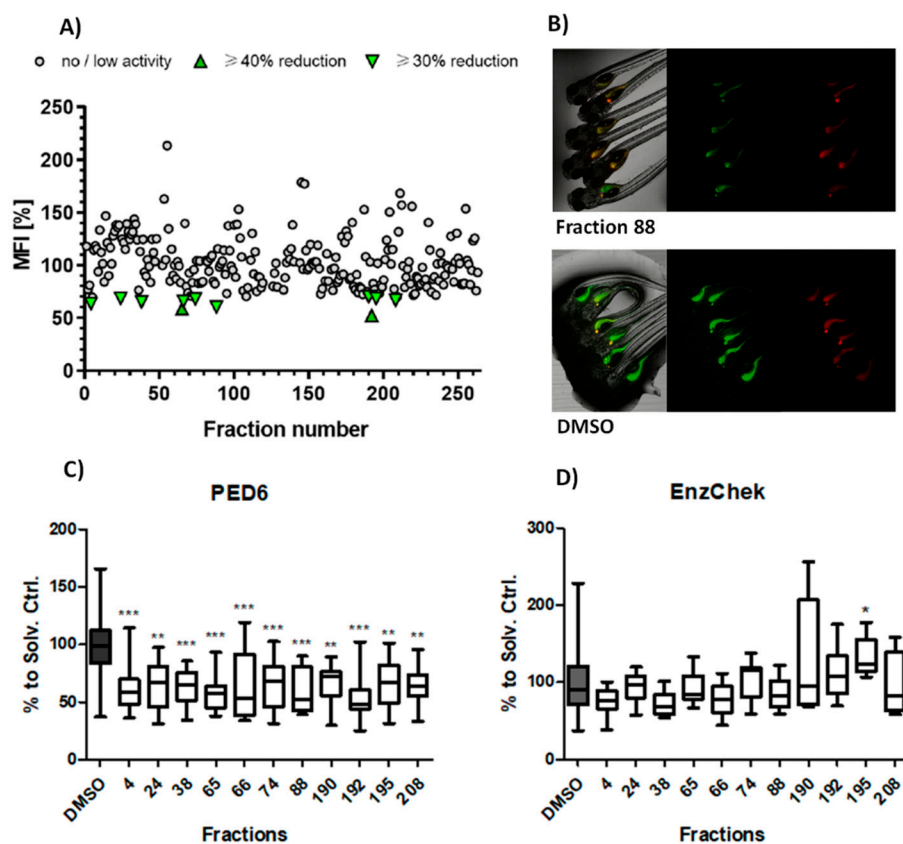 A)
no / low activity ≥40% reduction ≥30% reduction
250
200
150
100
50
0
MFI [%]
0 50 100 150 200 250
Fraction number
B)
Fraction 88
DMSO
C)
PED6
200
150
100
50
0
% to Solv. Ctrl.
*** ** *** *** *** *** *** ** *** ** **
DMSO 4 24 38 65 66 74 88 190 192 195 208
Fractions
D)
EnzChek
300
200
100
0
% to Solv. Ctrl.
*
DMSO 4 24 38 65 66 74 88 190 192 195 208
Fractions